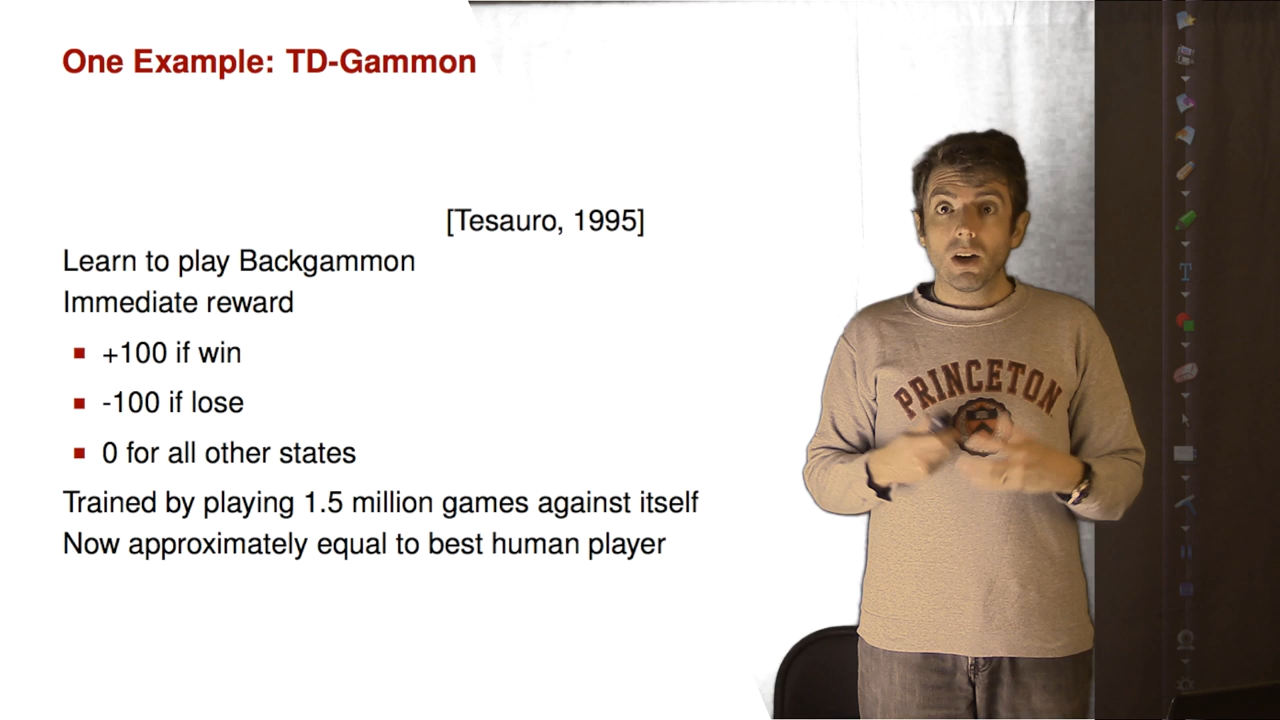 One Example: TD-Gammon
[Tesauro, 1995]
Learn to play Backgammon
Immediate reward
+100 if win
-100 if lose
0 for all other states
Trained by playing 1.5 million games against itself
Now approximately equal to best human player
PRINCETON
T